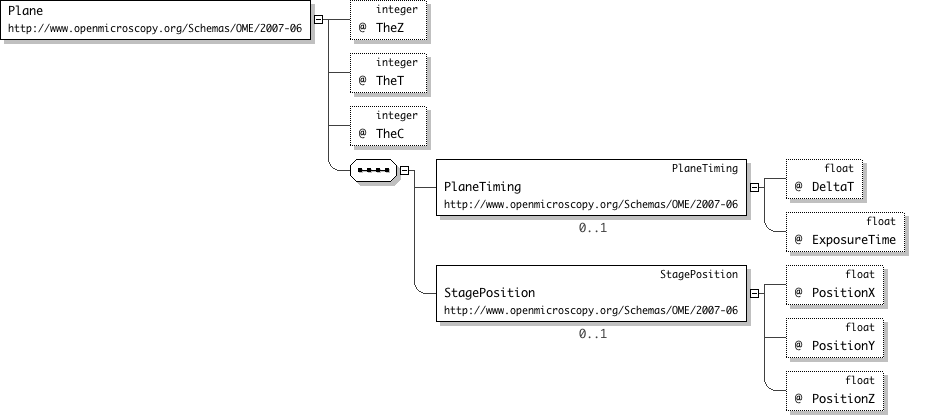 Plane
http://www.openmicroscopy.org/Schemas/OME/2007-06
integer
@ TheZ
integer
@ TheT
integer
@ TheC
PlaneTiming
PlaneTiming
http://www.openmicroscopy.org/Schemas/OME/2007-06
0..1
float
@ DeltaT
float
@ ExposureTime
StagePosition
StagePosition
http://www.openmicroscopy.org/Schemas/OME/2007-06
0..1
float
@ PositionX
float
@ PositionY
float
@ PositionZ